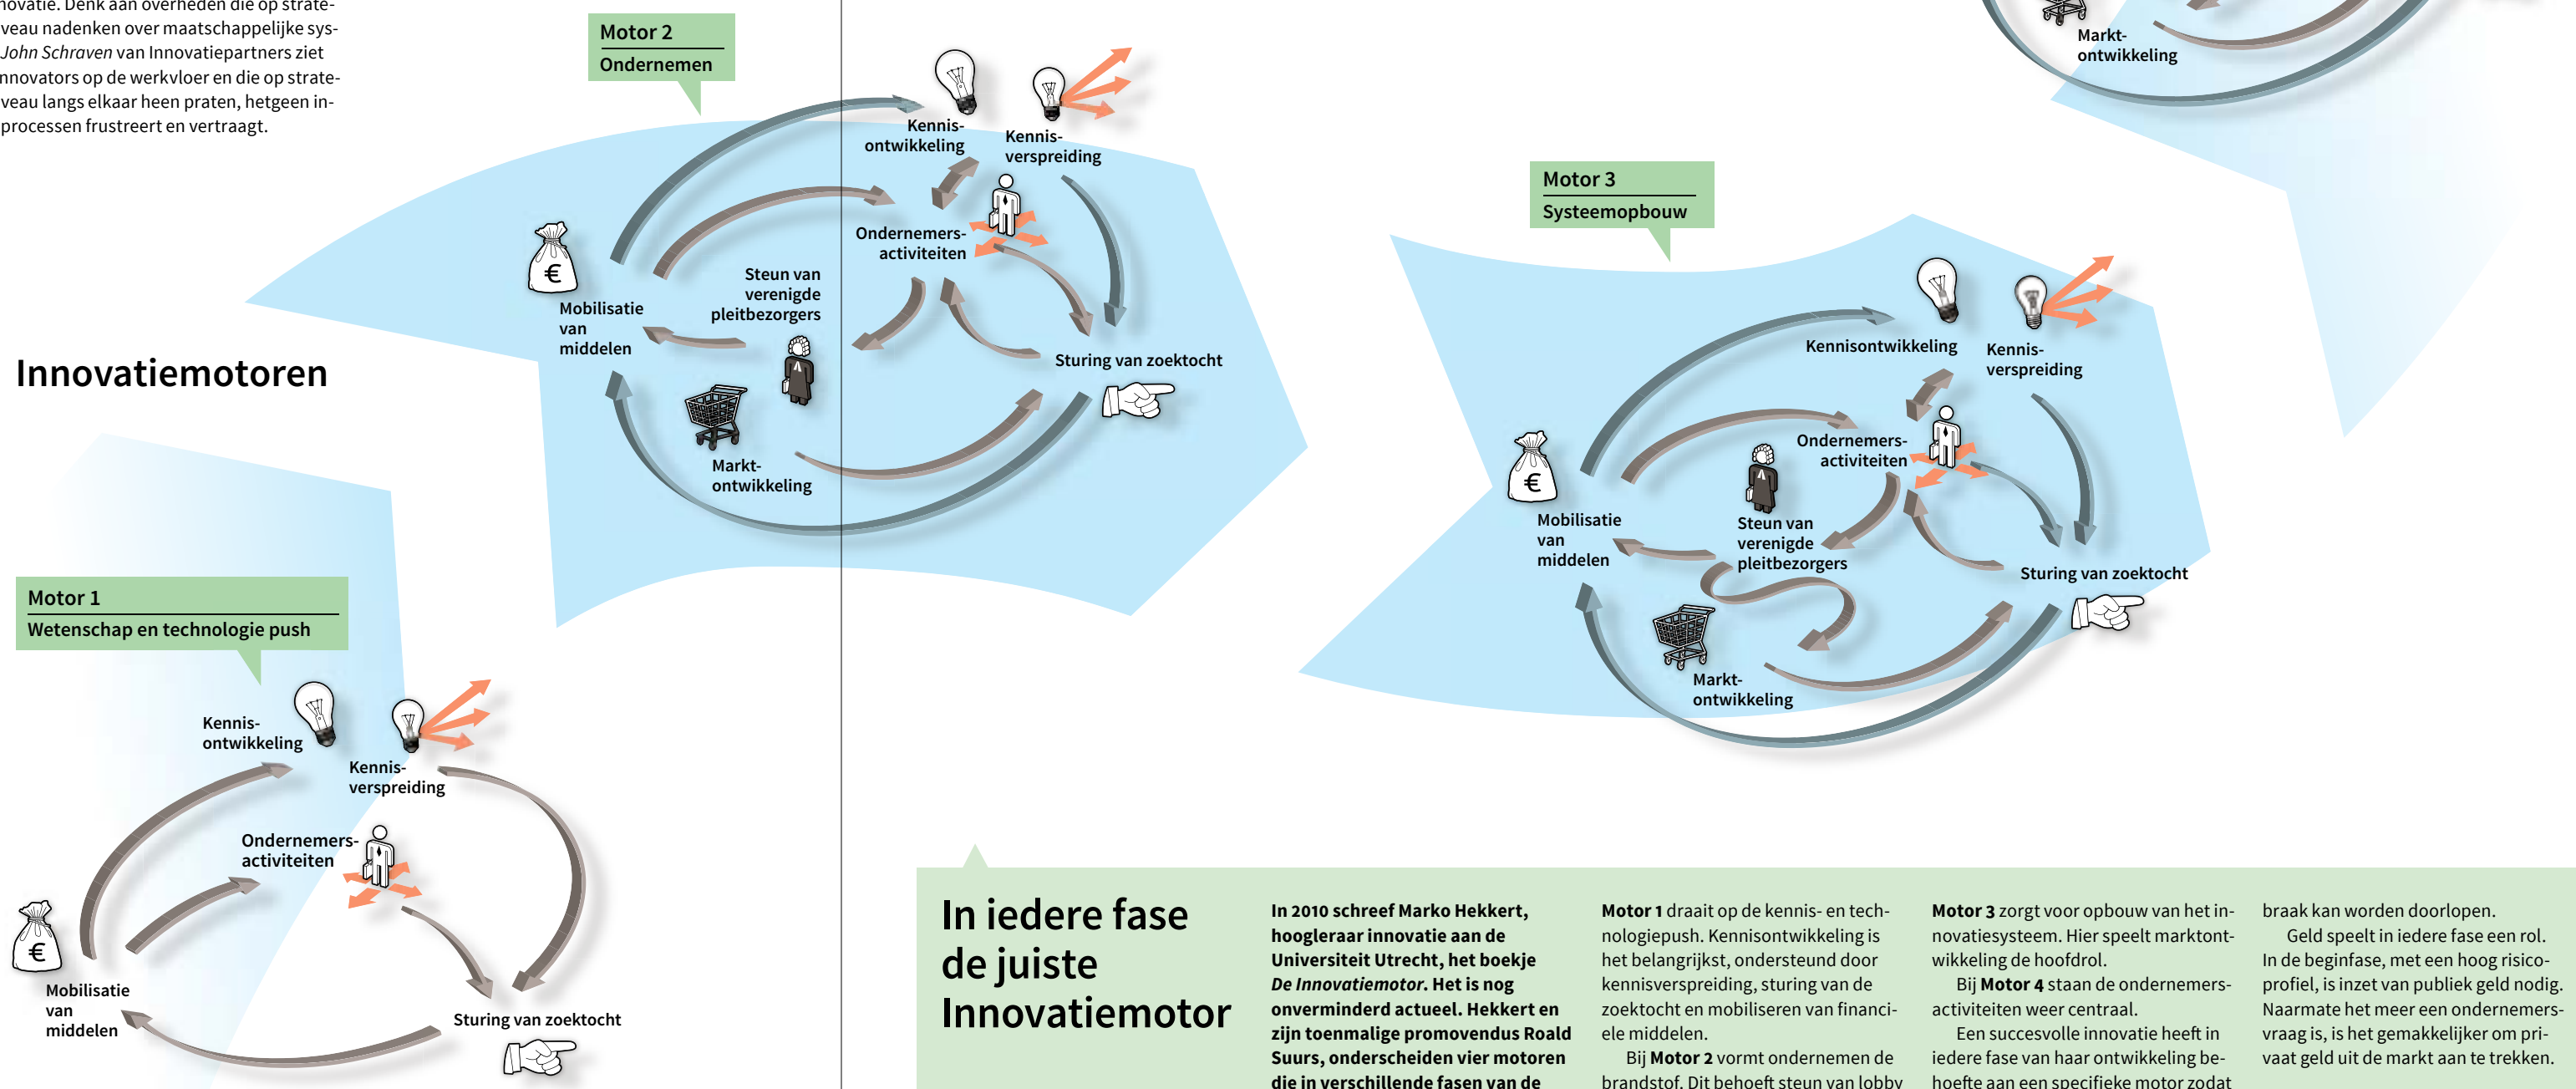 novatie. Denk aan overheden die op strate-
veau nadenken over maatschappelijke sys-
John Schraven van Innovatiepartners ziet
nnovators op de werkvloer en die op strate-
veau langs elkaar heen praten, hetgeen in-
processen frustreert en vertraagt.
Innovatiemotoren
Motor 1
Wetenschap en technologie push
Kennis-
ontwikkeling
Kennis-
verspreiding
Ondernemers-
activiteiten
€
Mobilisatie
van
middelen
Sturing van zoektocht
Motor 2
Ondernemen
Kennis-
ontwikkeling
Kennis-
verspreiding
Ondernemers-
activiteiten
€
Mobilisatie
van
middelen
Steun van
verenigde
pleitbezorgers
Sturing van zoektocht
Markt-
ontwikkeling
Markt-
ontwikkeling
Motor 3
Systeemopbouw
Kennisontwikkeling
Kennis-
verspreiding
Ondernemers-
activiteiten
€
Mobilisatie
van
middelen
Steun van
verenigde
pleitbezorgers
Sturing van zoektocht
Markt-
ontwikkeling
In iedere fase
de juiste
Innovatiemotor
In 2010 schreef Marko Hekkert,
hoogleraar innovatie aan de
Universiteit Utrecht, het boekje
De Innovatiemotor. Het is nog
onverminderd actueel. Hekkert en
zijn toenmalige promovendus Roald
Suurs, onderscheiden vier motoren
die in verschillende fasen van de
Motor 1 draait op de kennis- en tech-
nologiepush. Kennisontwikkeling is
het belangrijkst, ondersteund door
kennisverspreiding, sturing van de
zoektocht en mobiliseren van financi-
ele middelen.
Bij Motor 2 vormt ondernemen de
brandstof. Dit behoeft steun van lobby
Motor 3 zorgt voor opbouw van het in-
novatiesysteem. Hier speelt marktont-
wikkeling de hoofdrol.
Bij Motor 4 staan de ondernemers-
activiteiten weer centraal.
Een succesvolle innovatie heeft in
iedere fase van haar ontwikkeling be-
hoefte aan een specifieke motor zodat
braak kan worden doorlopen.
Geld speelt in iedere fase een rol.
In de beginfase, met een hoog risico-
profiel, is inzet van publiek geld nodig.
Naarmate het meer een ondernemers-
vraag is, is het gemakkelijker om pri-
vaat geld uit de markt aan te trekken.